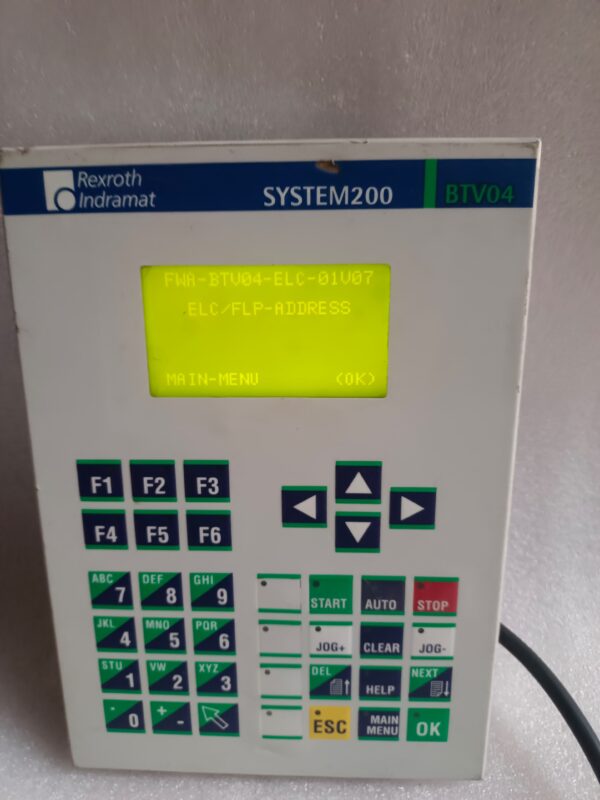 Rexroth
Indramat
SYSTEM200
BTV04
FWA-BTV04-ELC-01V07
ELC/FLP-ADDRESS
MAIN-MENU (OK)
F1 F2 F3
F4 F5 F6
ABC 7 DEF 8 GHI 9
START AUTO STOP
JKL 4 MNO 5 PQR 6
JOG+ CLEAR JOG-
STU 1 VW 2 XYZ 3
DEL HELP NEXT
. 0 + -
ESC MAIN MENU OK